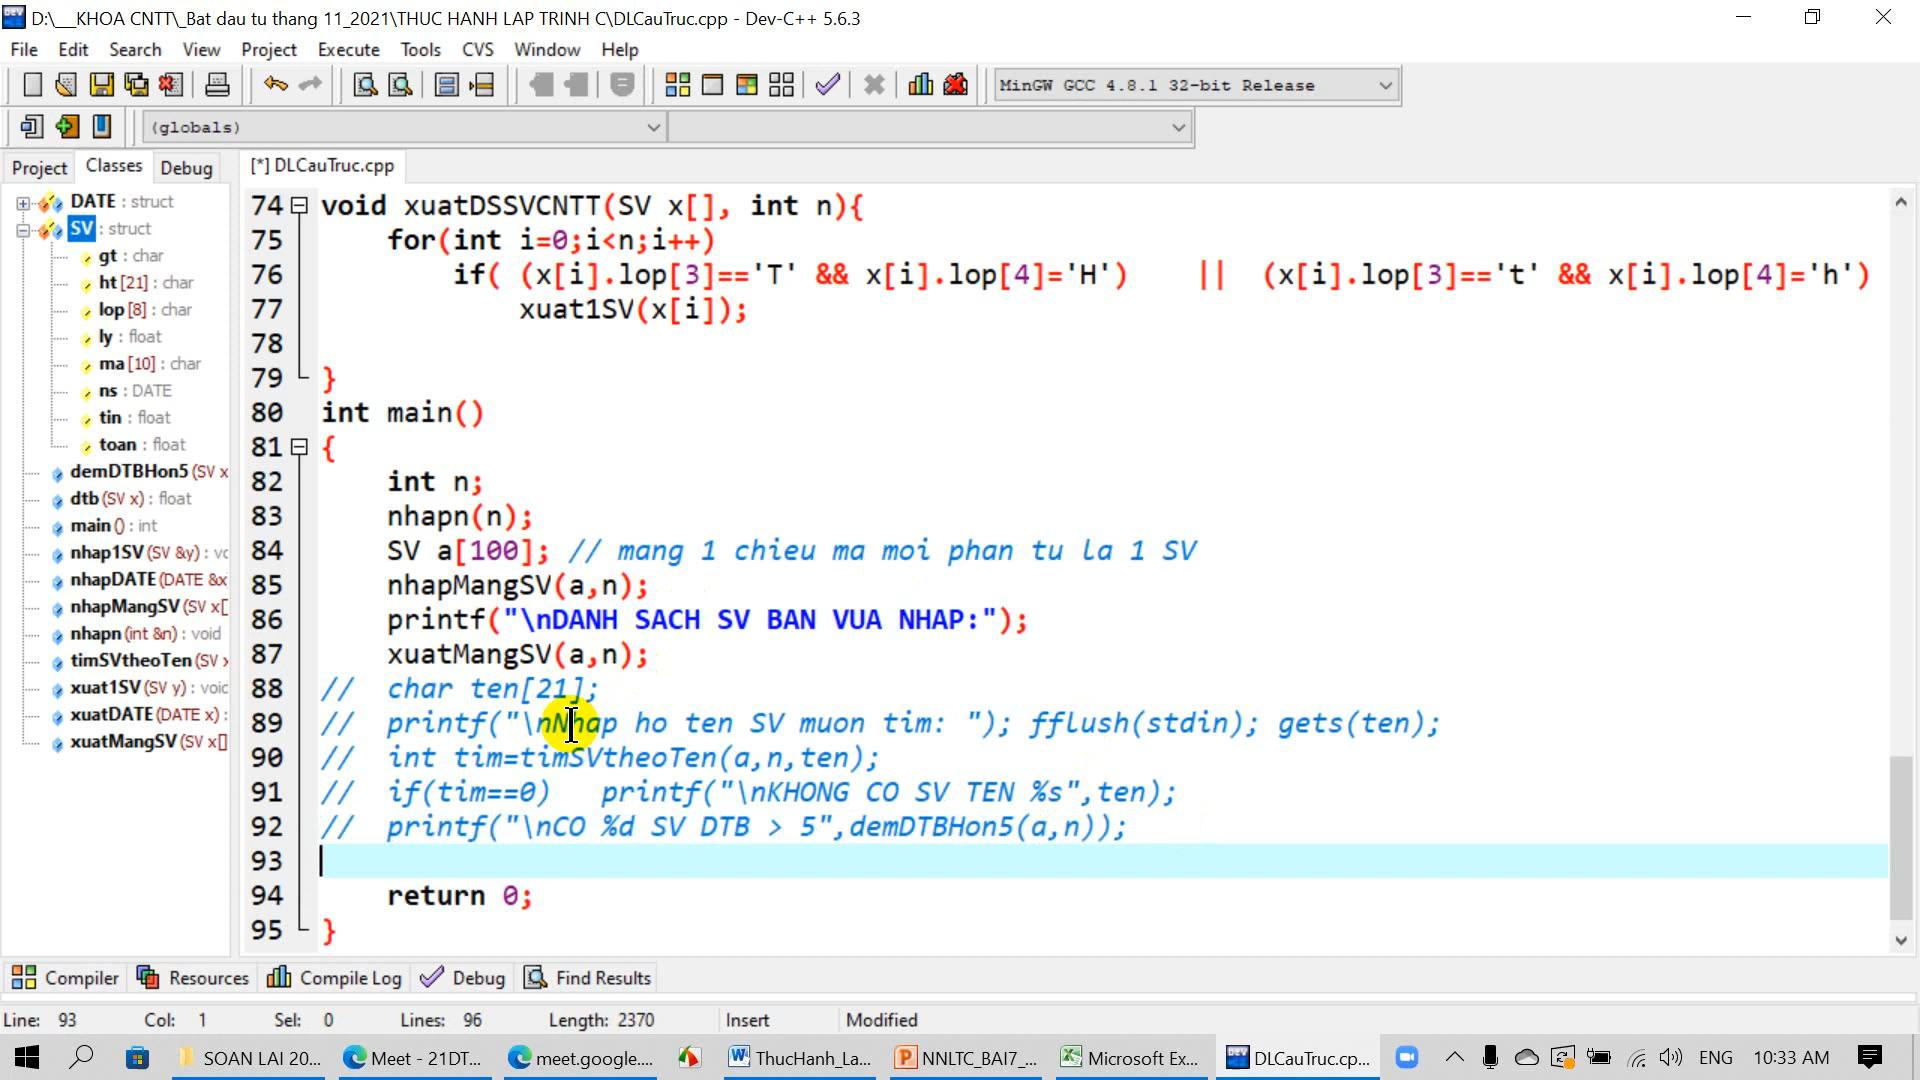 D:\__KHOA CNTT\_Bat dau tu thang 11_2021\THUC HANH LAP TRINH C\DLCauTruc.cpp - Dev-C++ 5.6.3
File Edit Search View Project Execute Tools CVS Window Help
MinGW GCC 4.8.1 32-bit Release
(globals)
Project Classes Debug
[*] DLCauTruc.cpp
DATE : struct
SV : struct
gt : char
ht [21] : char
lop [8] : char
ly : float
ma [10] : char
ns : DATE
tin : float
toan : float
demDTBHon5 (SV x
dtb (SV x) : float
main () : int
nhap1SV (SV &y) : vc
nhapDATE (DATE &x
nhapMangSV (SV x[
nhapn (int &n) : void
timSVtheoTen (SV x
xuat1SV (SV y) : voic
xuatDATE (DATE x) :
xuatMangSV (SV x[]
74 void xuatDSSVCNTT(SV x[], int n){
75 for(int i=0;i<n;i++)
76 if( (x[i].lop[3]=='T' && x[i].lop[4]='H') || (x[i].lop[3]=='t' && x[i].lop[4]='h')
77 xuat1SV(x[i]);
78
79 }
80 int main()
81 {
82 int n;
83 nhapn(n);
84 SV a[100]; // mang 1 chieu ma moi phan tu la 1 SV
85 nhapMangSV(a,n);
86 printf("\nDANH SACH SV BAN VUA NHAP:");
87 xuatMangSV(a,n);
88 // char ten[21];
89 // printf("\nNhap ho ten SV muon tim: "); fflush(stdin); gets(ten);
90 // int tim=timSVtheoTen(a,n,ten);
91 // if(tim==0) printf("\nKHONG CO SV TEN %s",ten);
92 // printf("\nCO %d SV DTB > 5",demDTBHon5(a,n));
93
94 return 0;
95 }
Compiler Resources Compile Log Debug Find Results
Line: 93 Col: 1 Sel: 0 Lines: 96 Length: 2370 Insert Modified
SOAN LAI 20... Meet - 21DT... meet.google.... ThucHanh_La... NNLTC_BAI7_... Microsoft Ex... DLCauTruc.cp... ENG 10:33 AM